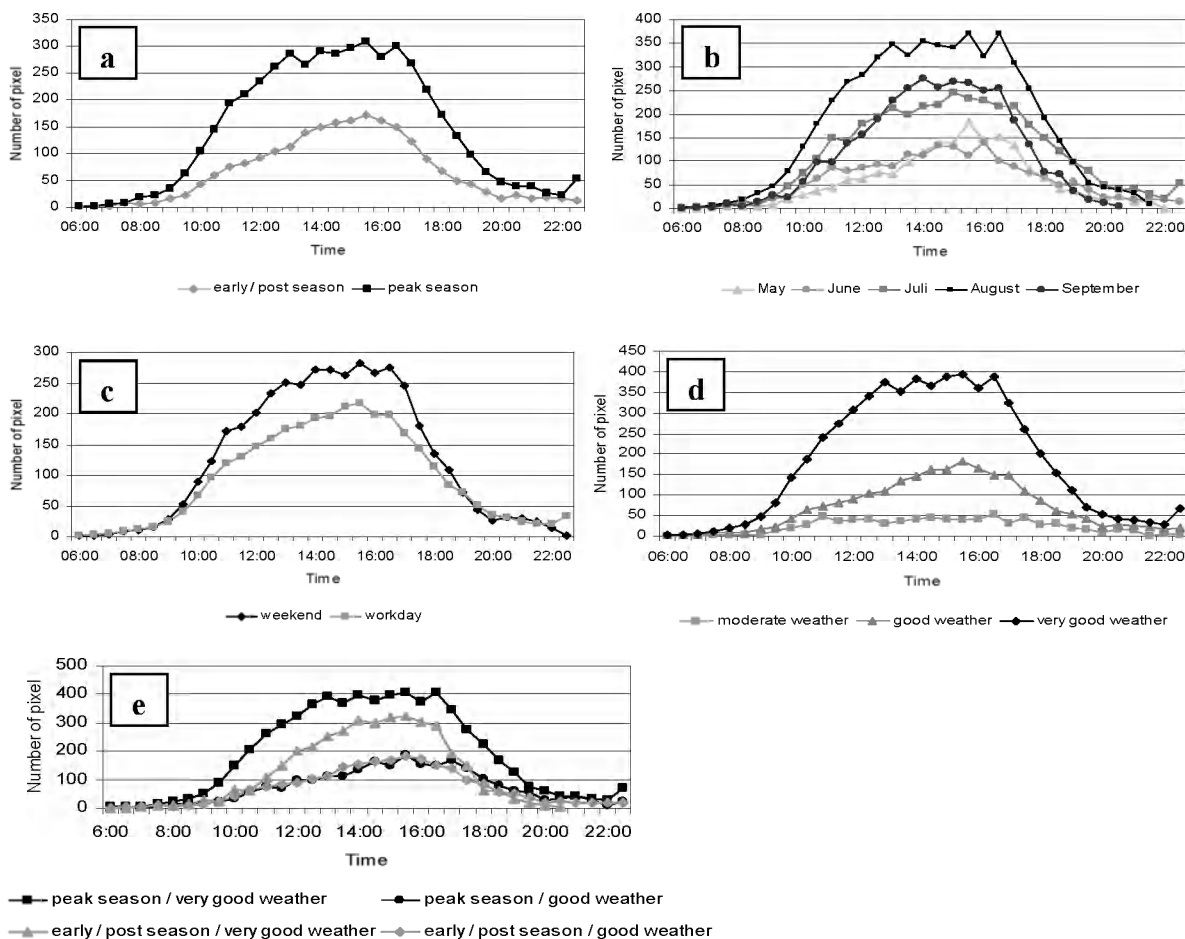 a
Number of pixel
350
300
250
200
150
100
50
0
06:00 08:00 10:00 12:00 14:00 16:00 18:00 20:00 22:00
Time
early / post season peak season
b
Number of pixel
400
350
300
250
200
150
100
50
0
06:00 08:00 10:00 12:00 14:00 16:00 18:00 20:00 22:00
Time
May June Juli August September
c
Number of pixel
300
250
200
150
100
50
0
06:00 08:00 10:00 12:00 14:00 16:00 18:00 20:00 22:00
Time
weekend workday
d
Number of pixel
450
400
350
300
250
200
150
100
50
0
06:00 08:00 10:00 12:00 14:00 16:00 18:00 20:00 22:00
Time
moderate weather good weather very good weather
e
Number of pixel
500
400
300
200
100
0
6:00 8:00 10:00 12:00 14:00 16:00 18:00 20:00 22:00
Time
peak season / very good weather peak season / good weather
early / post season / very good weather early / post season / good weather